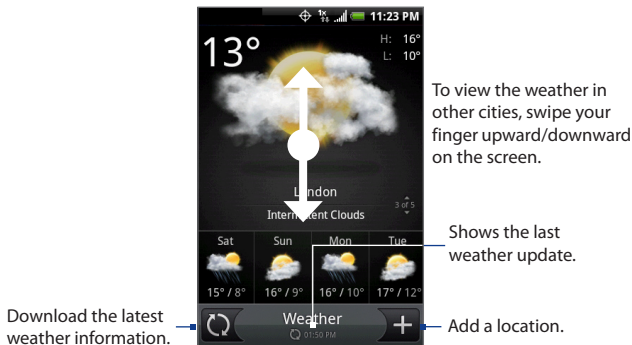 1x 11:23 PM
13°
H: 16°
L: 10°
To view the weather in
other cities, swipe your
finger upward/downward
on the screen.
London
3 of 5
Intermittent Clouds
Sat Sun Mon Tue
15° / 8° 16° / 9° 16° / 10° 17° / 12°
Shows the last
weather update.
Weather
01:50 PM
Download the latest
weather information.
Add a location.